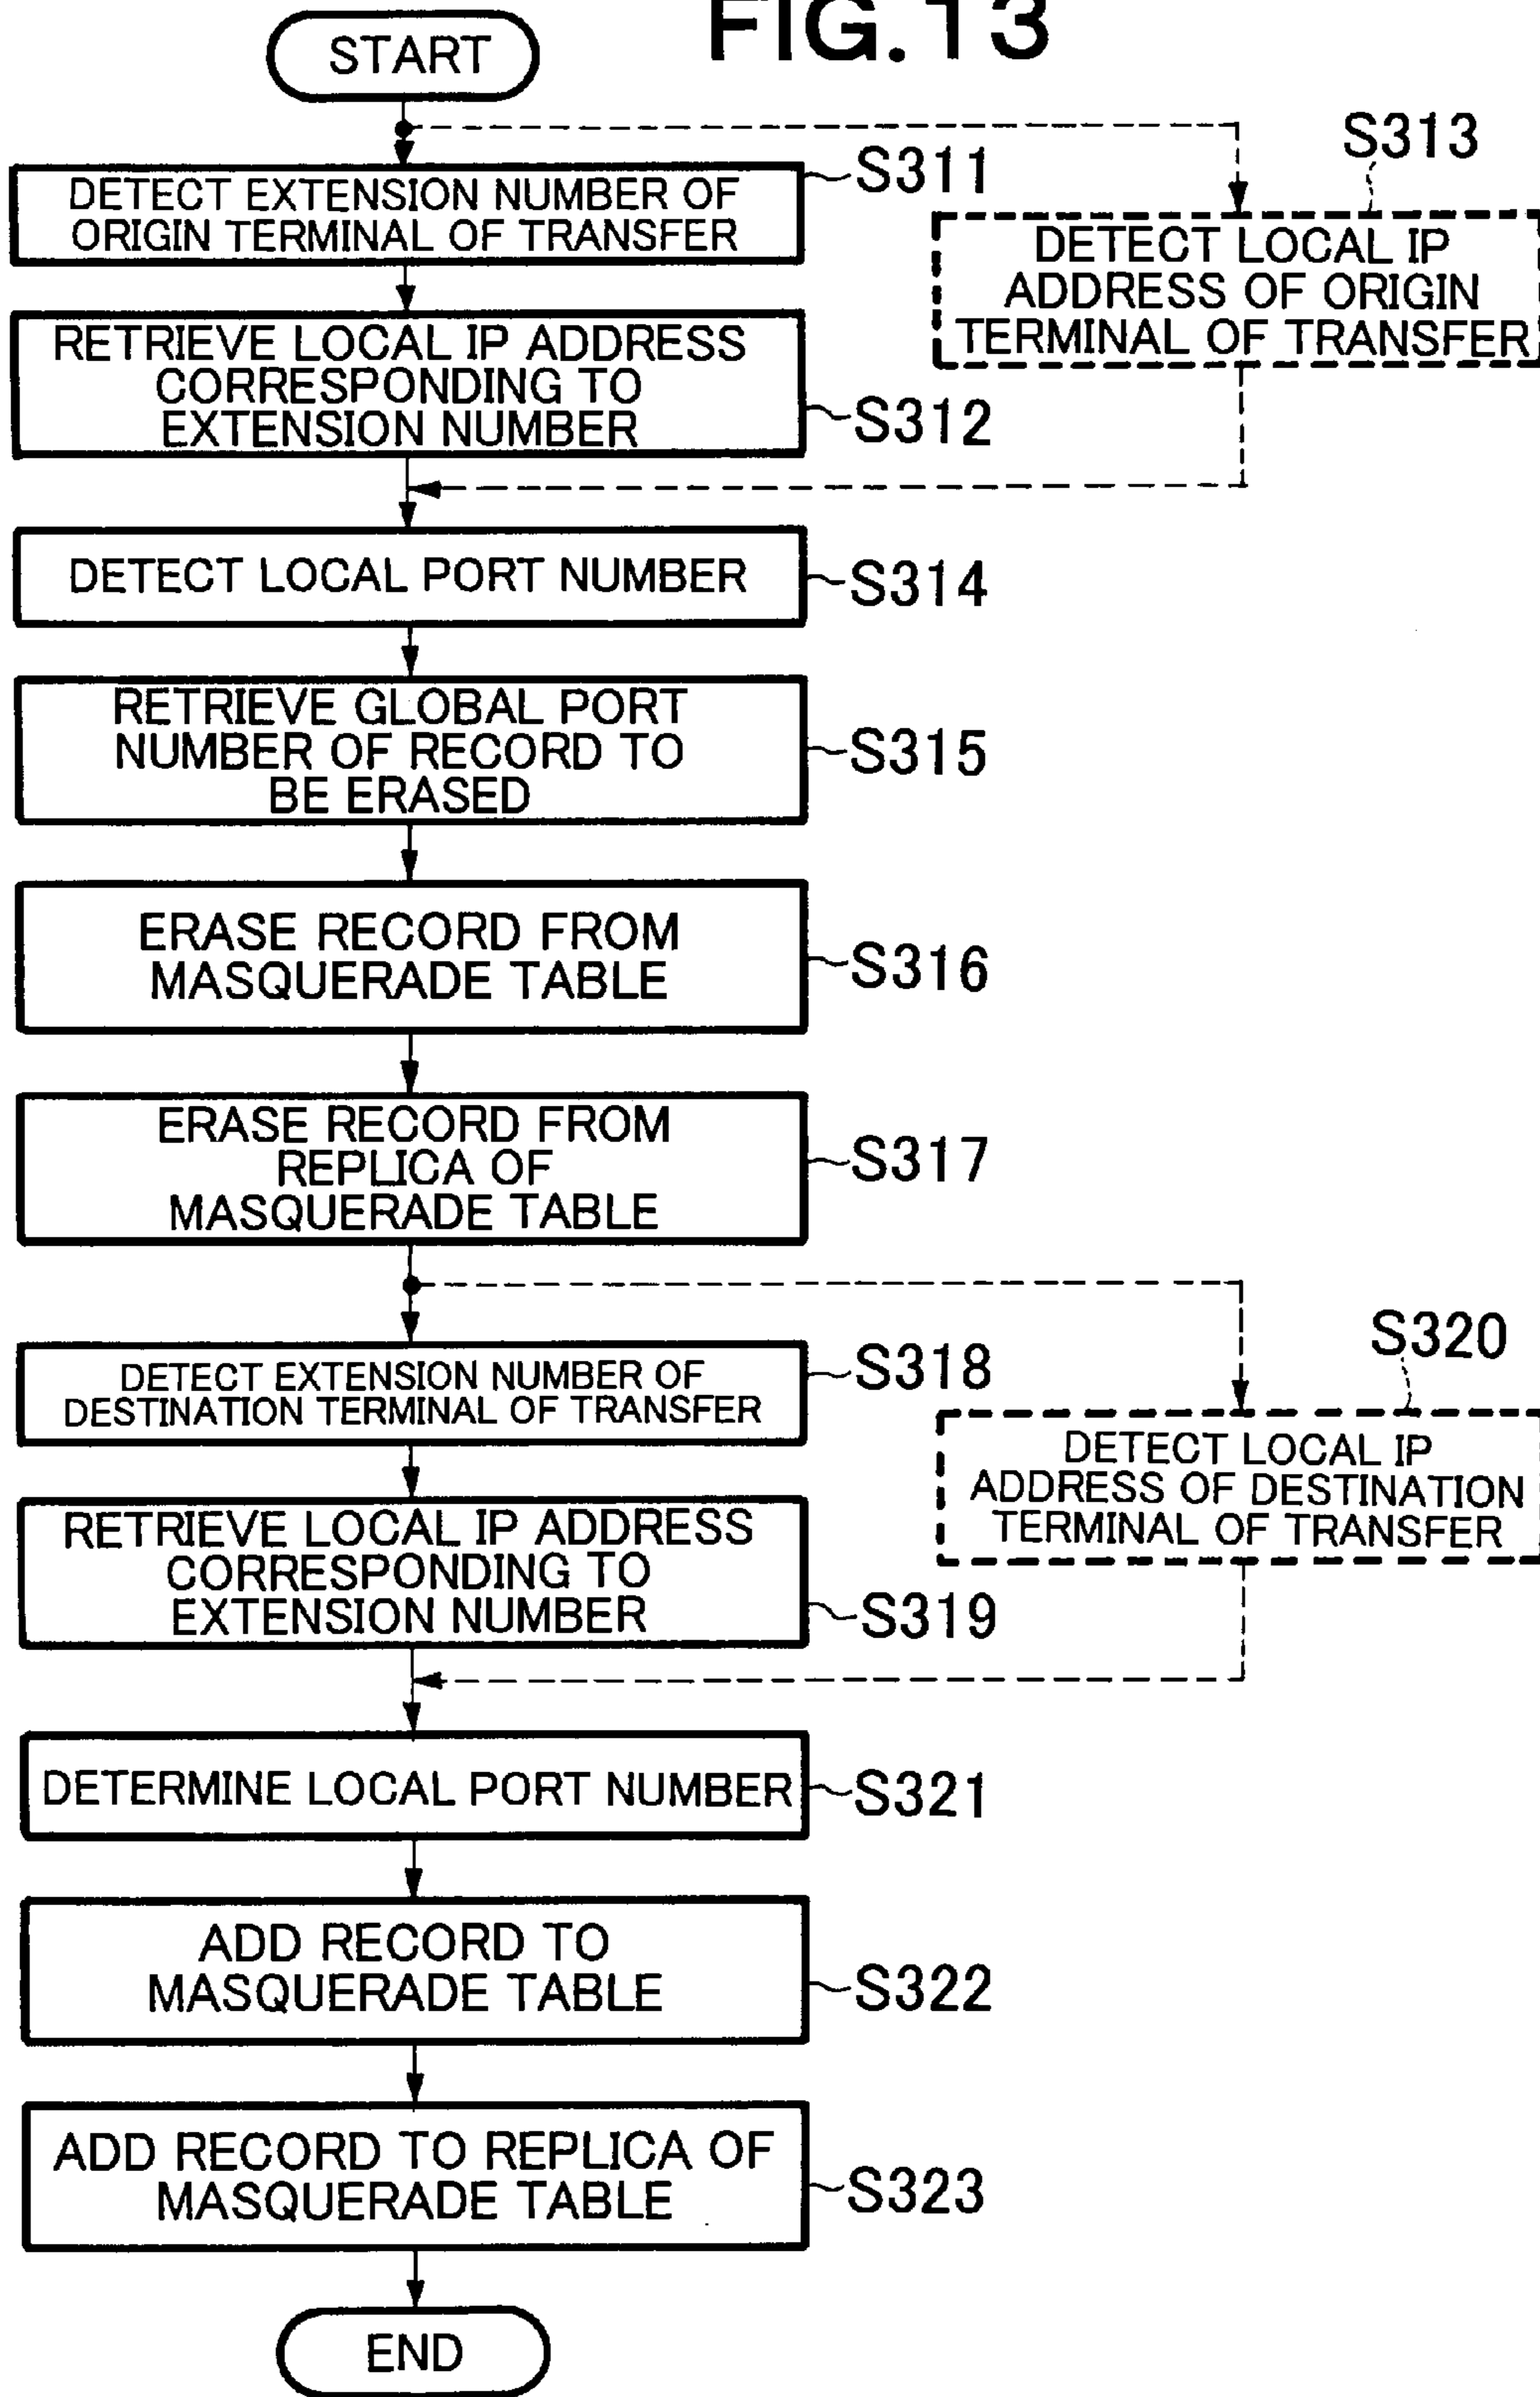 FIG.13
START
S311
DETECT EXTENSION NUMBER OF
ORIGIN TERMINAL OF TRANSFER
S313
DETECT LOCAL IP
ADDRESS OF ORIGIN
TERMINAL OF TRANSFER
RETRIEVE LOCAL IP ADDRESS
CORRESPONDING TO
EXTENSION NUMBER
S312
DETECT LOCAL PORT NUMBER
S314
RETRIEVE GLOBAL PORT
NUMBER OF RECORD TO
BE ERASED
S315
ERASE RECORD FROM
MASQUERADE TABLE
S316
ERASE RECORD FROM
REPLICA OF
MASQUERADE TABLE
S317
DETECT EXTENSION NUMBER OF
DESTINATION TERMINAL OF TRANSFER
S318
S320
DETECT LOCAL IP
ADDRESS OF DESTINATION
TERMINAL OF TRANSFER
RETRIEVE LOCAL IP ADDRESS
CORRESPONDING TO
EXTENSION NUMBER
S319
DETERMINE LOCAL PORT NUMBER
S321
ADD RECORD TO
MASQUERADE TABLE
S322
ADD RECORD TO REPLICA OF
MASQUERADE TABLE
S323
END